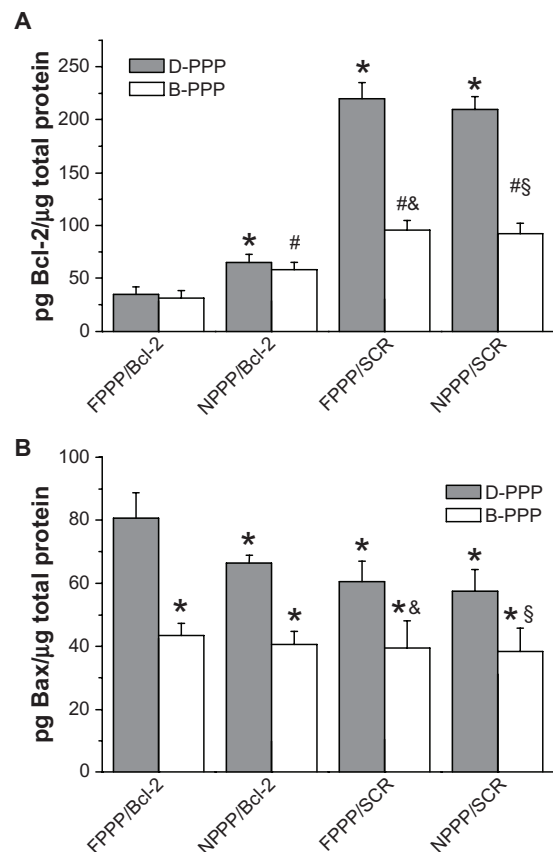 A
pg Bcl-2/µg total protein
250
200
150
100
50
0
D-PPP
B-PPP
*
#
*
#&
*
#§
FPPP/Bcl-2
NPPP/Bcl-2
FPPP/SCR
NPPP/SCR
B
pg Bax/µg total protein
100
80
60
40
20
0
D-PPP
B-PPP
*
*
*
*
*&
*
*§
FPPP/Bcl-2
NPPP/Bcl-2
FPPP/SCR
NPPP/SCR